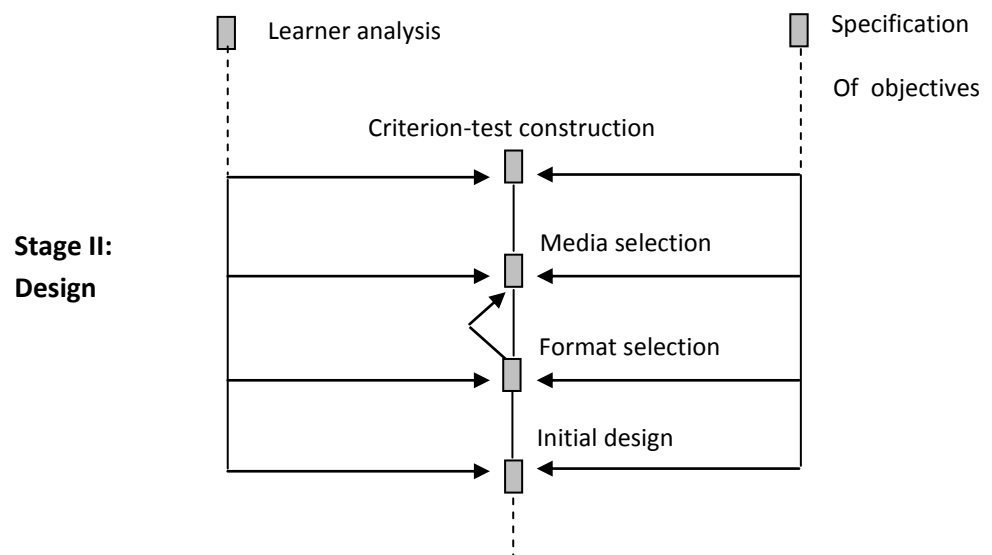 Learner analysis
Specification
Of objectives
Criterion-test construction
Stage II:
Design
Media selection
Format selection
Initial design